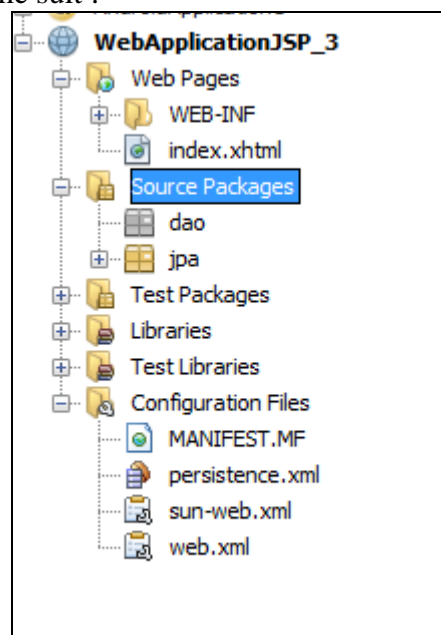 WebApplicationJSP_3
Web Pages
WEB-INF
index.xhtml
Source Packages
dao
jpa
Test Packages
Libraries
Test Libraries
Configuration Files
MANIFEST.MF
persistence.xml
sun-web.xml
web.xml